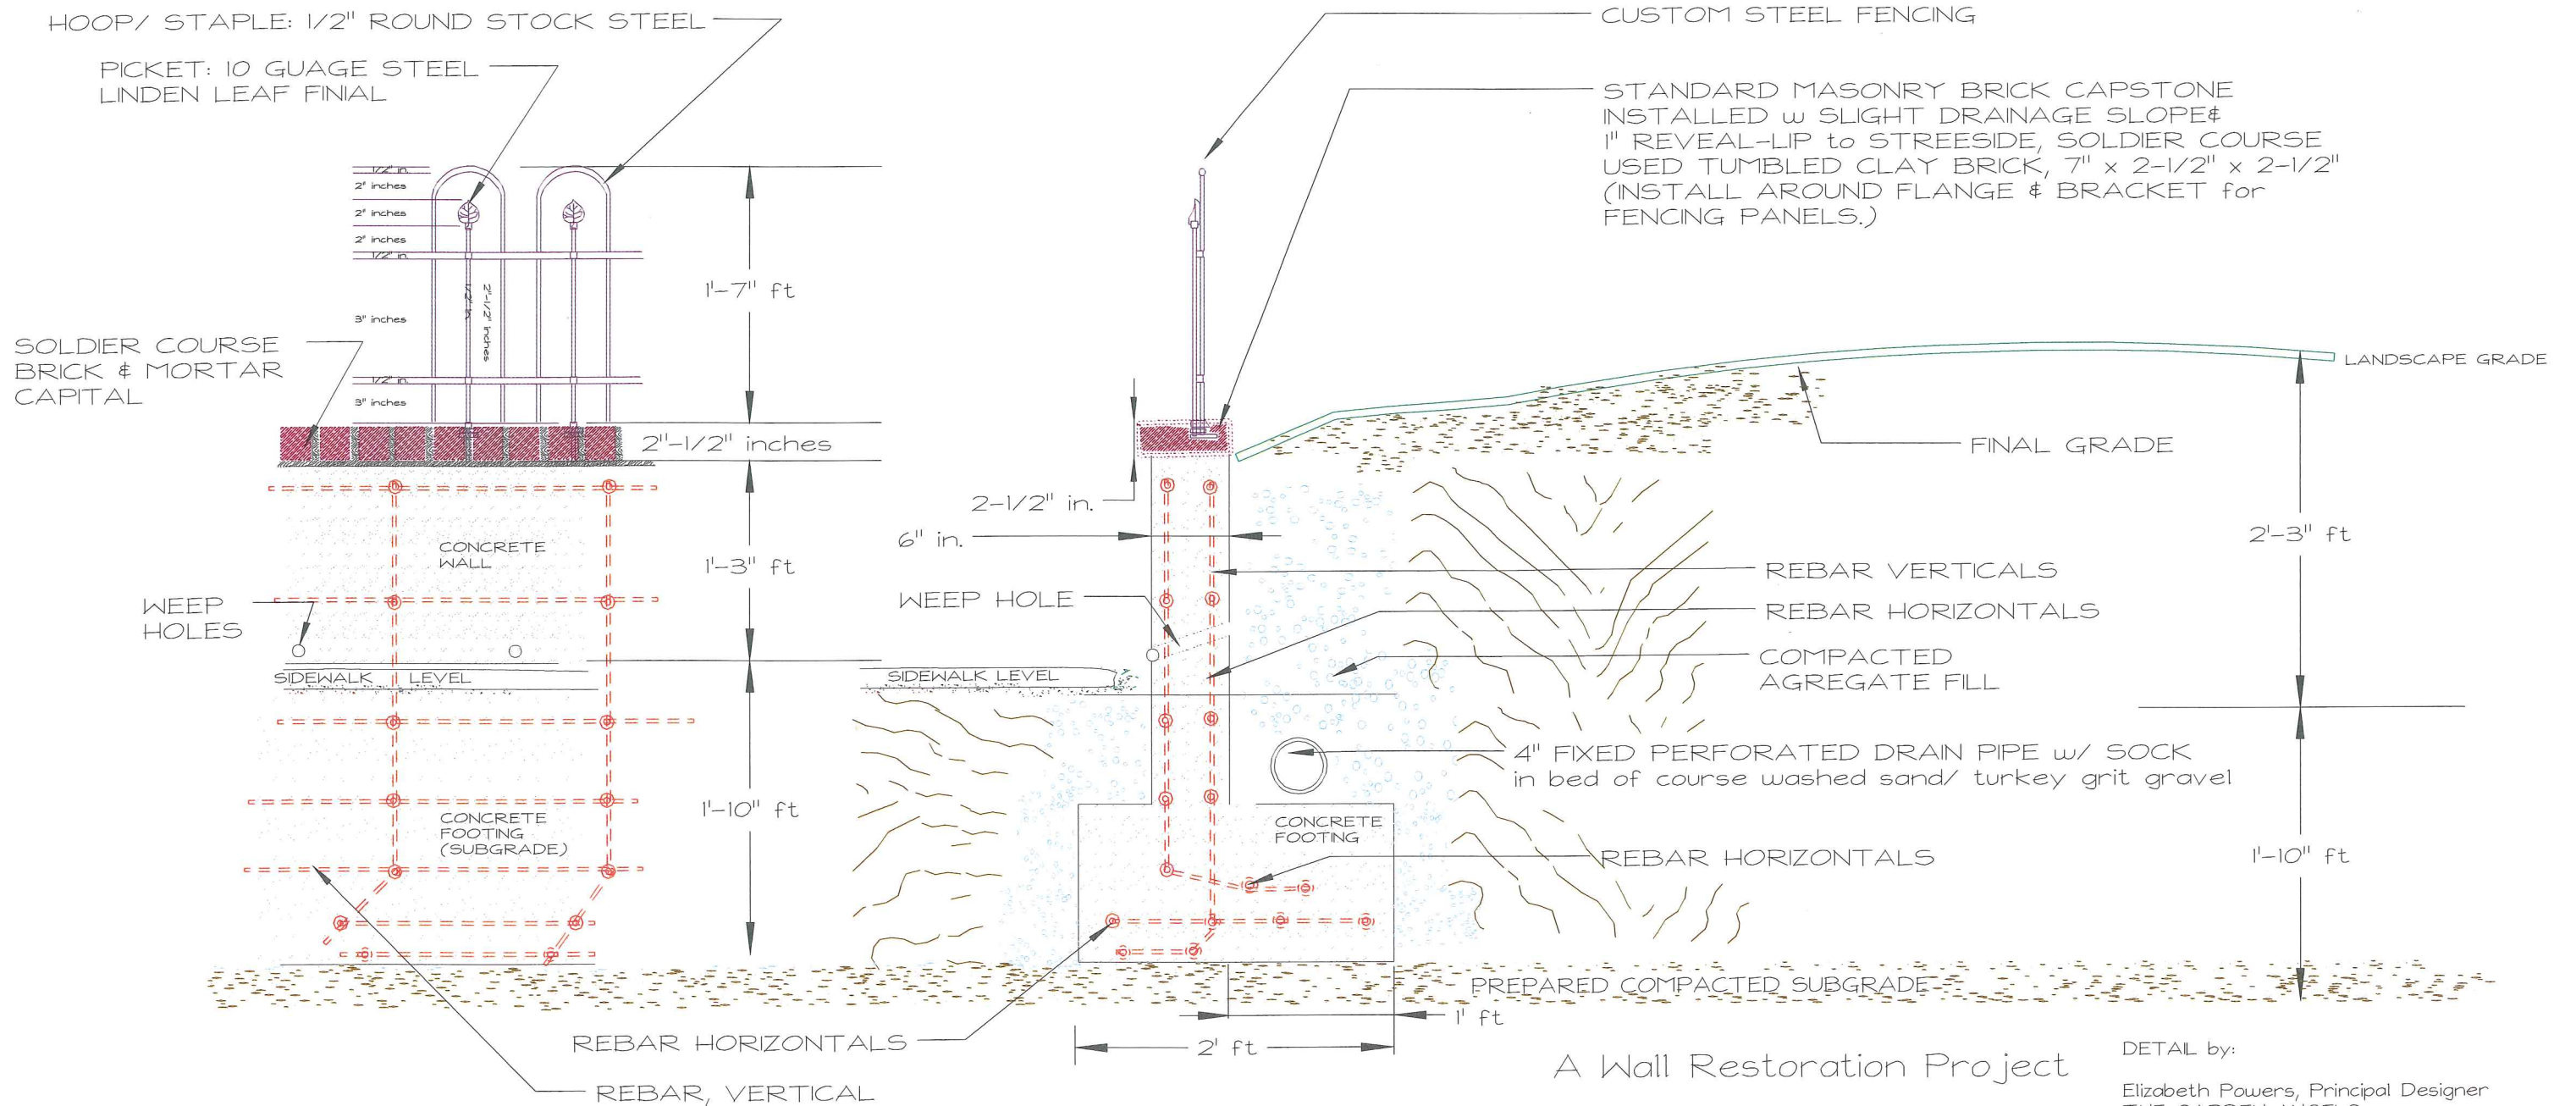 HOOP/ STAPLE: 1/2" ROUND STOCK STEEL
PICKET: 10 GUAGE STEEL
LINDEN LEAF FINIAL
1/2" in.
2" inches
2" inches
2" inches
1/2" in.
3" inches
1/2" in.
3" inches
2"-1/2" inches
1'-7" ft
SOLDIER COURSE
BRICK & MORTAR
CAPITAL
2"-1/2" inches
CONCRETE
WALL
1'-3" ft
WEEP
HOLES
SIDEWALK LEVEL
CONCRETE
FOOTING
(SUBGRADE)
1'-10" ft
REBAR HORIZONTALS
REBAR, VERTICAL
CUSTOM STEEL FENCING
STANDARD MASONRY BRICK CAPSTONE
INSTALLED w SLIGHT DRAINAGE SLOPE&
1" REVEAL-LIP to STREESIDE, SOLDIER COURSE
USED TUMBLED CLAY BRICK, 7" x 2-1/2" x 2-1/2"
(INSTALL AROUND FLANGE & BRACKET for
FENCING PANELS.)
LANDSCAPE GRADE
FINAL GRADE
2-1/2" in.
6" in.
WEEP HOLE
SIDEWALK LEVEL
2'-3" ft
REBAR VERTICALS
REBAR HORIZONTALS
COMPACTED
AGREGATE FILL
4" FIXED PERFORATED DRAIN PIPE w/ SOCK
in bed of course washed sand/ turkey grit gravel
CONCRETE
FOOTING
REBAR HORIZONTALS
1'-10" ft
PREPARED COMPACTED SUBGRADE
1' ft
2' ft
A Wall Restoration Project
DETAIL by:
Elizabeth Powers, Principal Designer